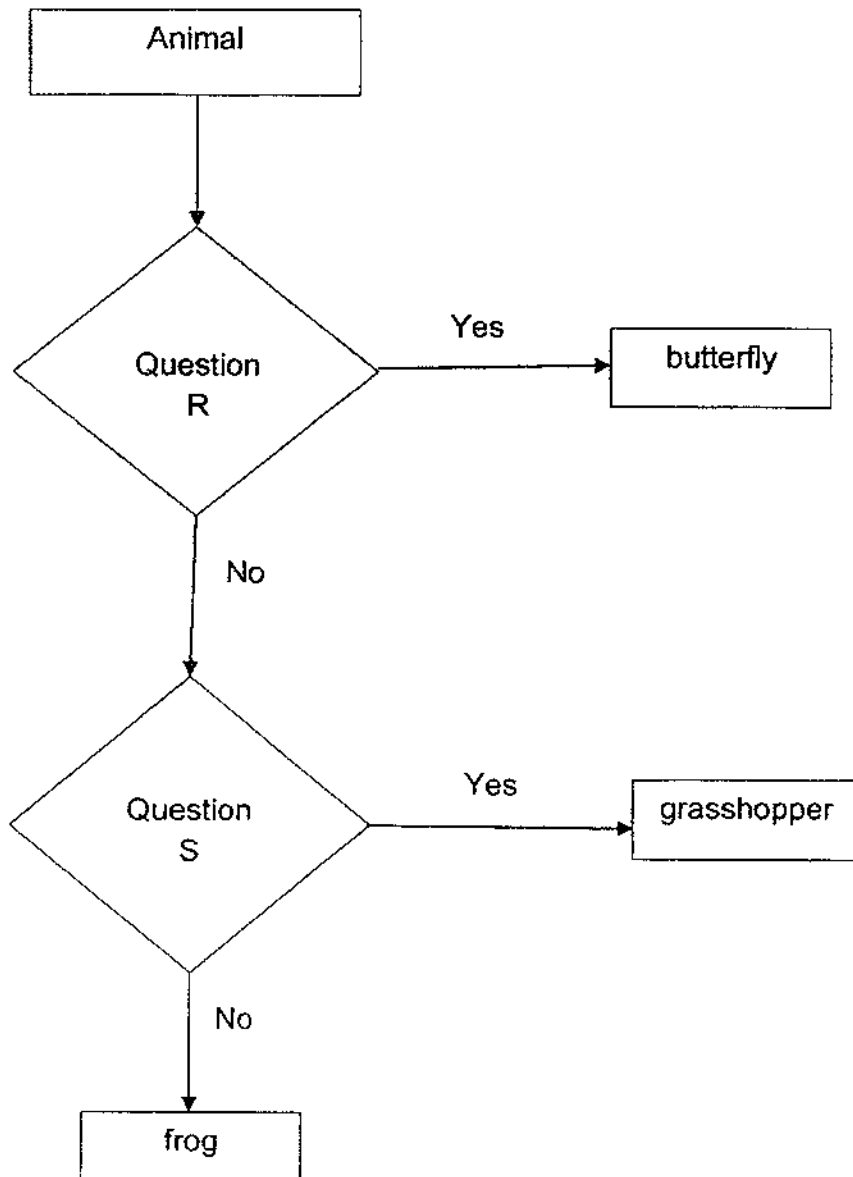 Animal
Yes
butterfly
Question
R
No
Yes
grasshopper
Question
S
No
frog